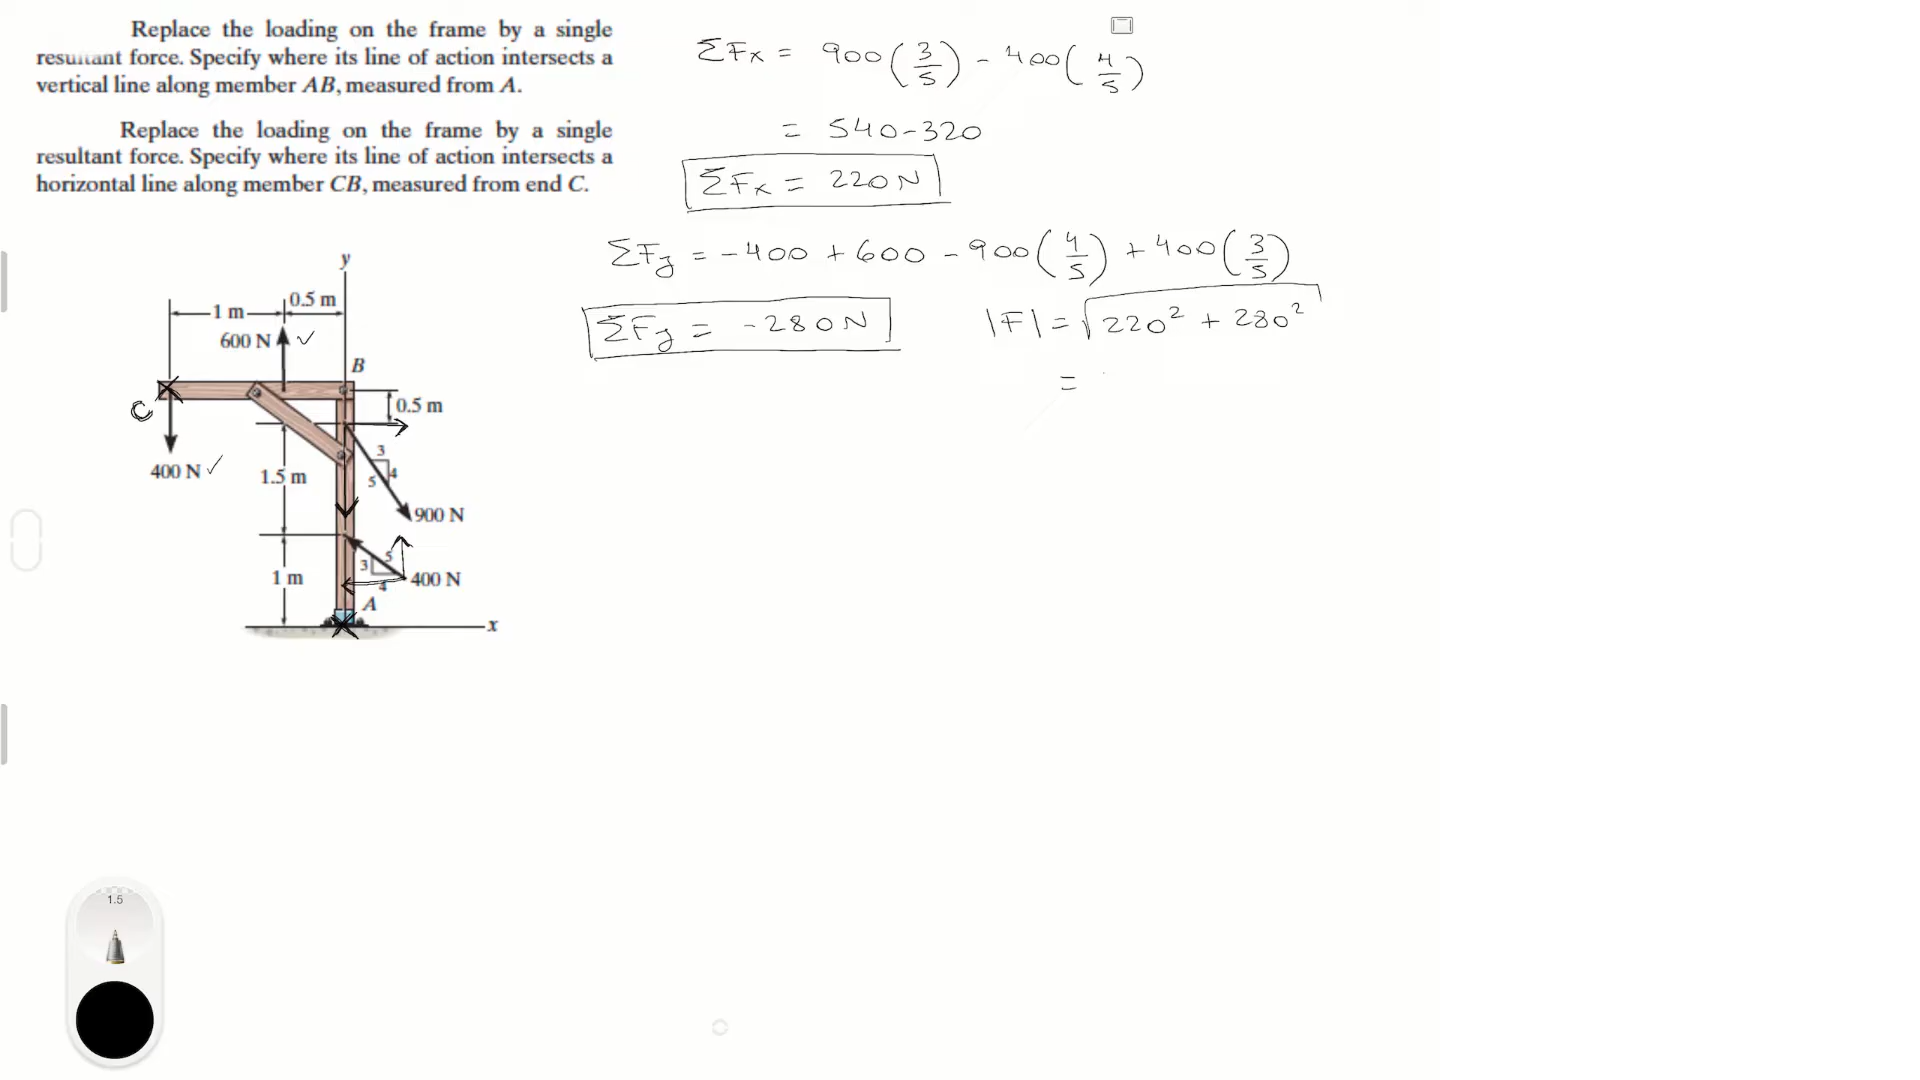 Replace the loading on the frame by a single
resultant force. Specify where its line of action intersects a
vertical line along member AB, measured from A.
Replace the loading on the frame by a single
resultant force. Specify where its line of action intersects a
horizontal line along member CB, measured from end C.
ΣFx = 900(3/5) - 400(4/5)
= 540-320
ΣFx = 220N
ΣFy = -400 + 600 - 900(4/5) + 400(3/5)
ΣFy = -280N
|F| = √220² + 280²
=
y
1 m
0.5 m
600 N ✓
B
C
0.5 m
400 N ✓
1.5 m
3
4
5
900 N
1 m
5
3
4
400 N
A
x
1.5